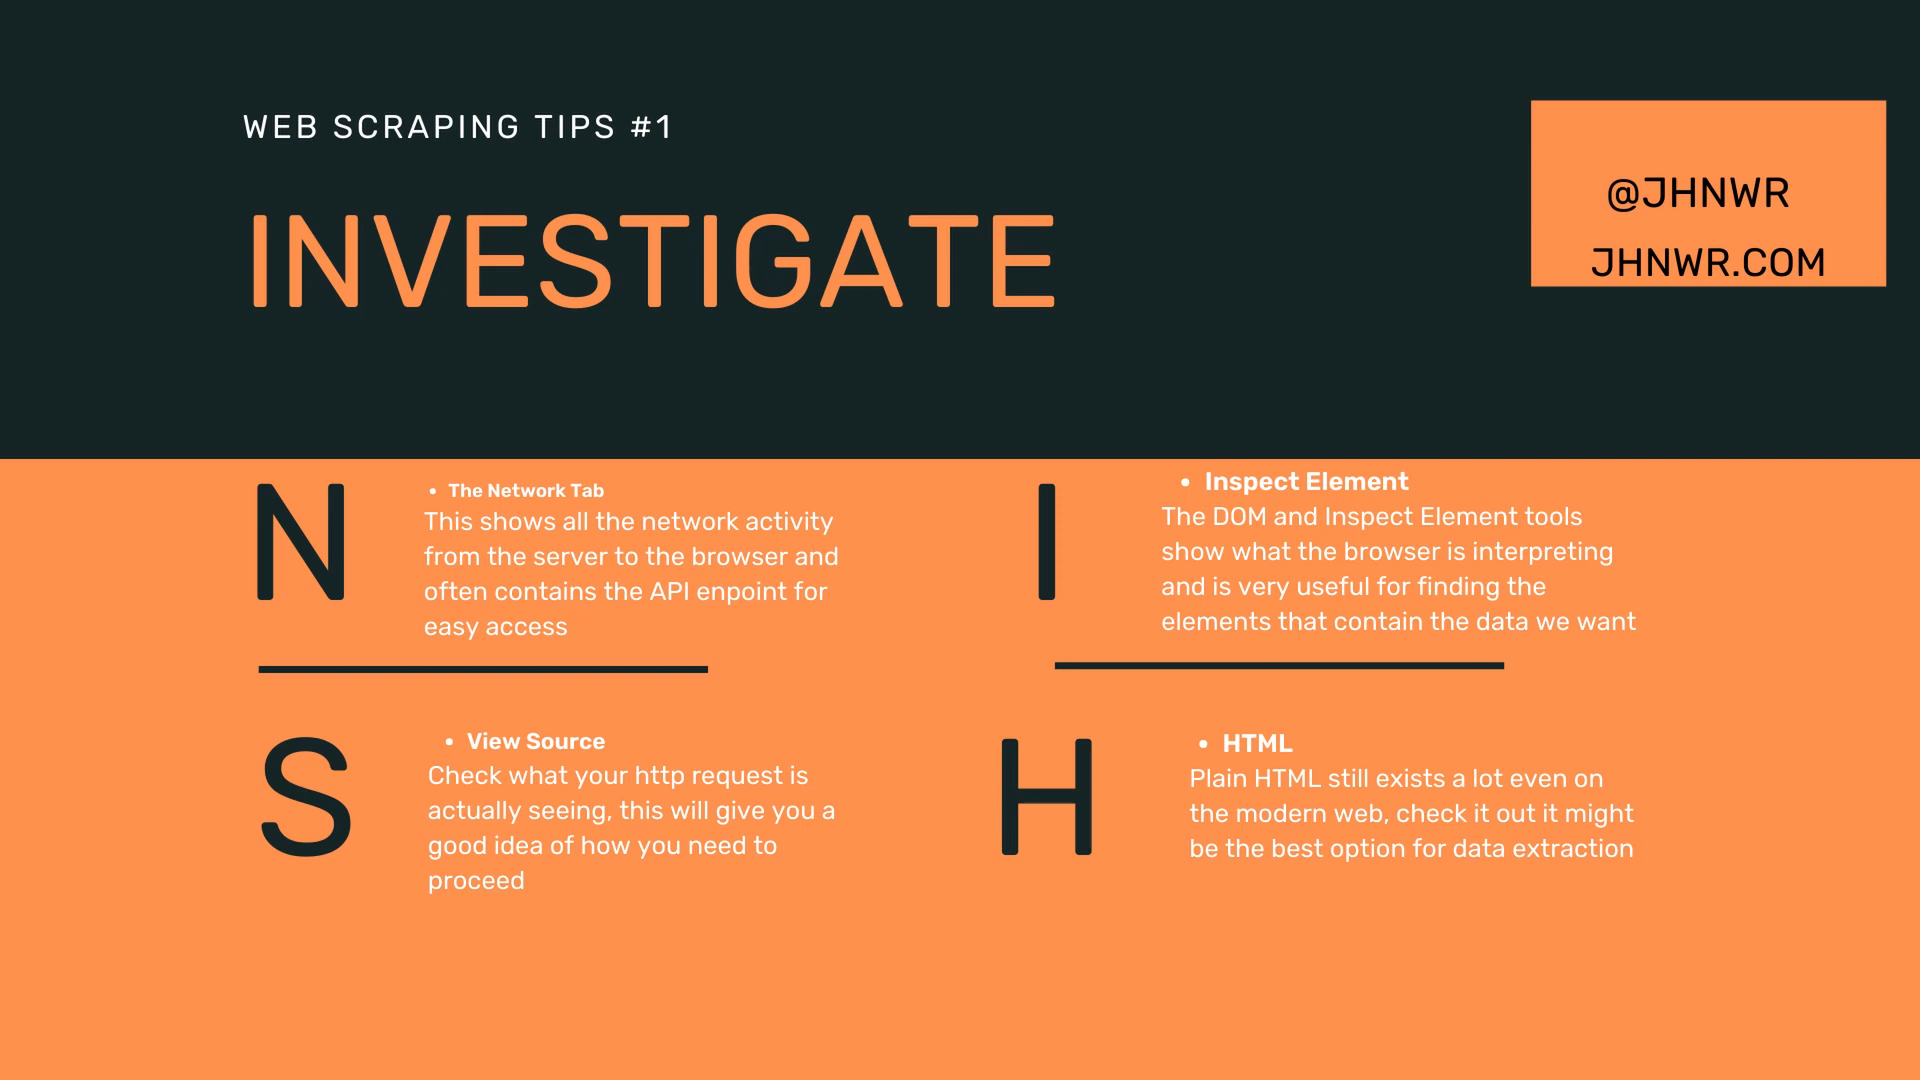 WEB SCRAPING TIPS #1
INVESTIGATE
@JHNWR
JHNWR.COM
N
• The Network Tab
This shows all the network activity
from the server to the browser and
often contains the API enpoint for
easy access
I
• Inspect Element
The DOM and Inspect Element tools
show what the browser is interpreting
and is very useful for finding the
elements that contain the data we want
S
• View Source
Check what your http request is
actually seeing, this will give you a
good idea of how you need to
proceed
H
• HTML
Plain HTML still exists a lot even on
the modern web, check it out it might
be the best option for data extraction